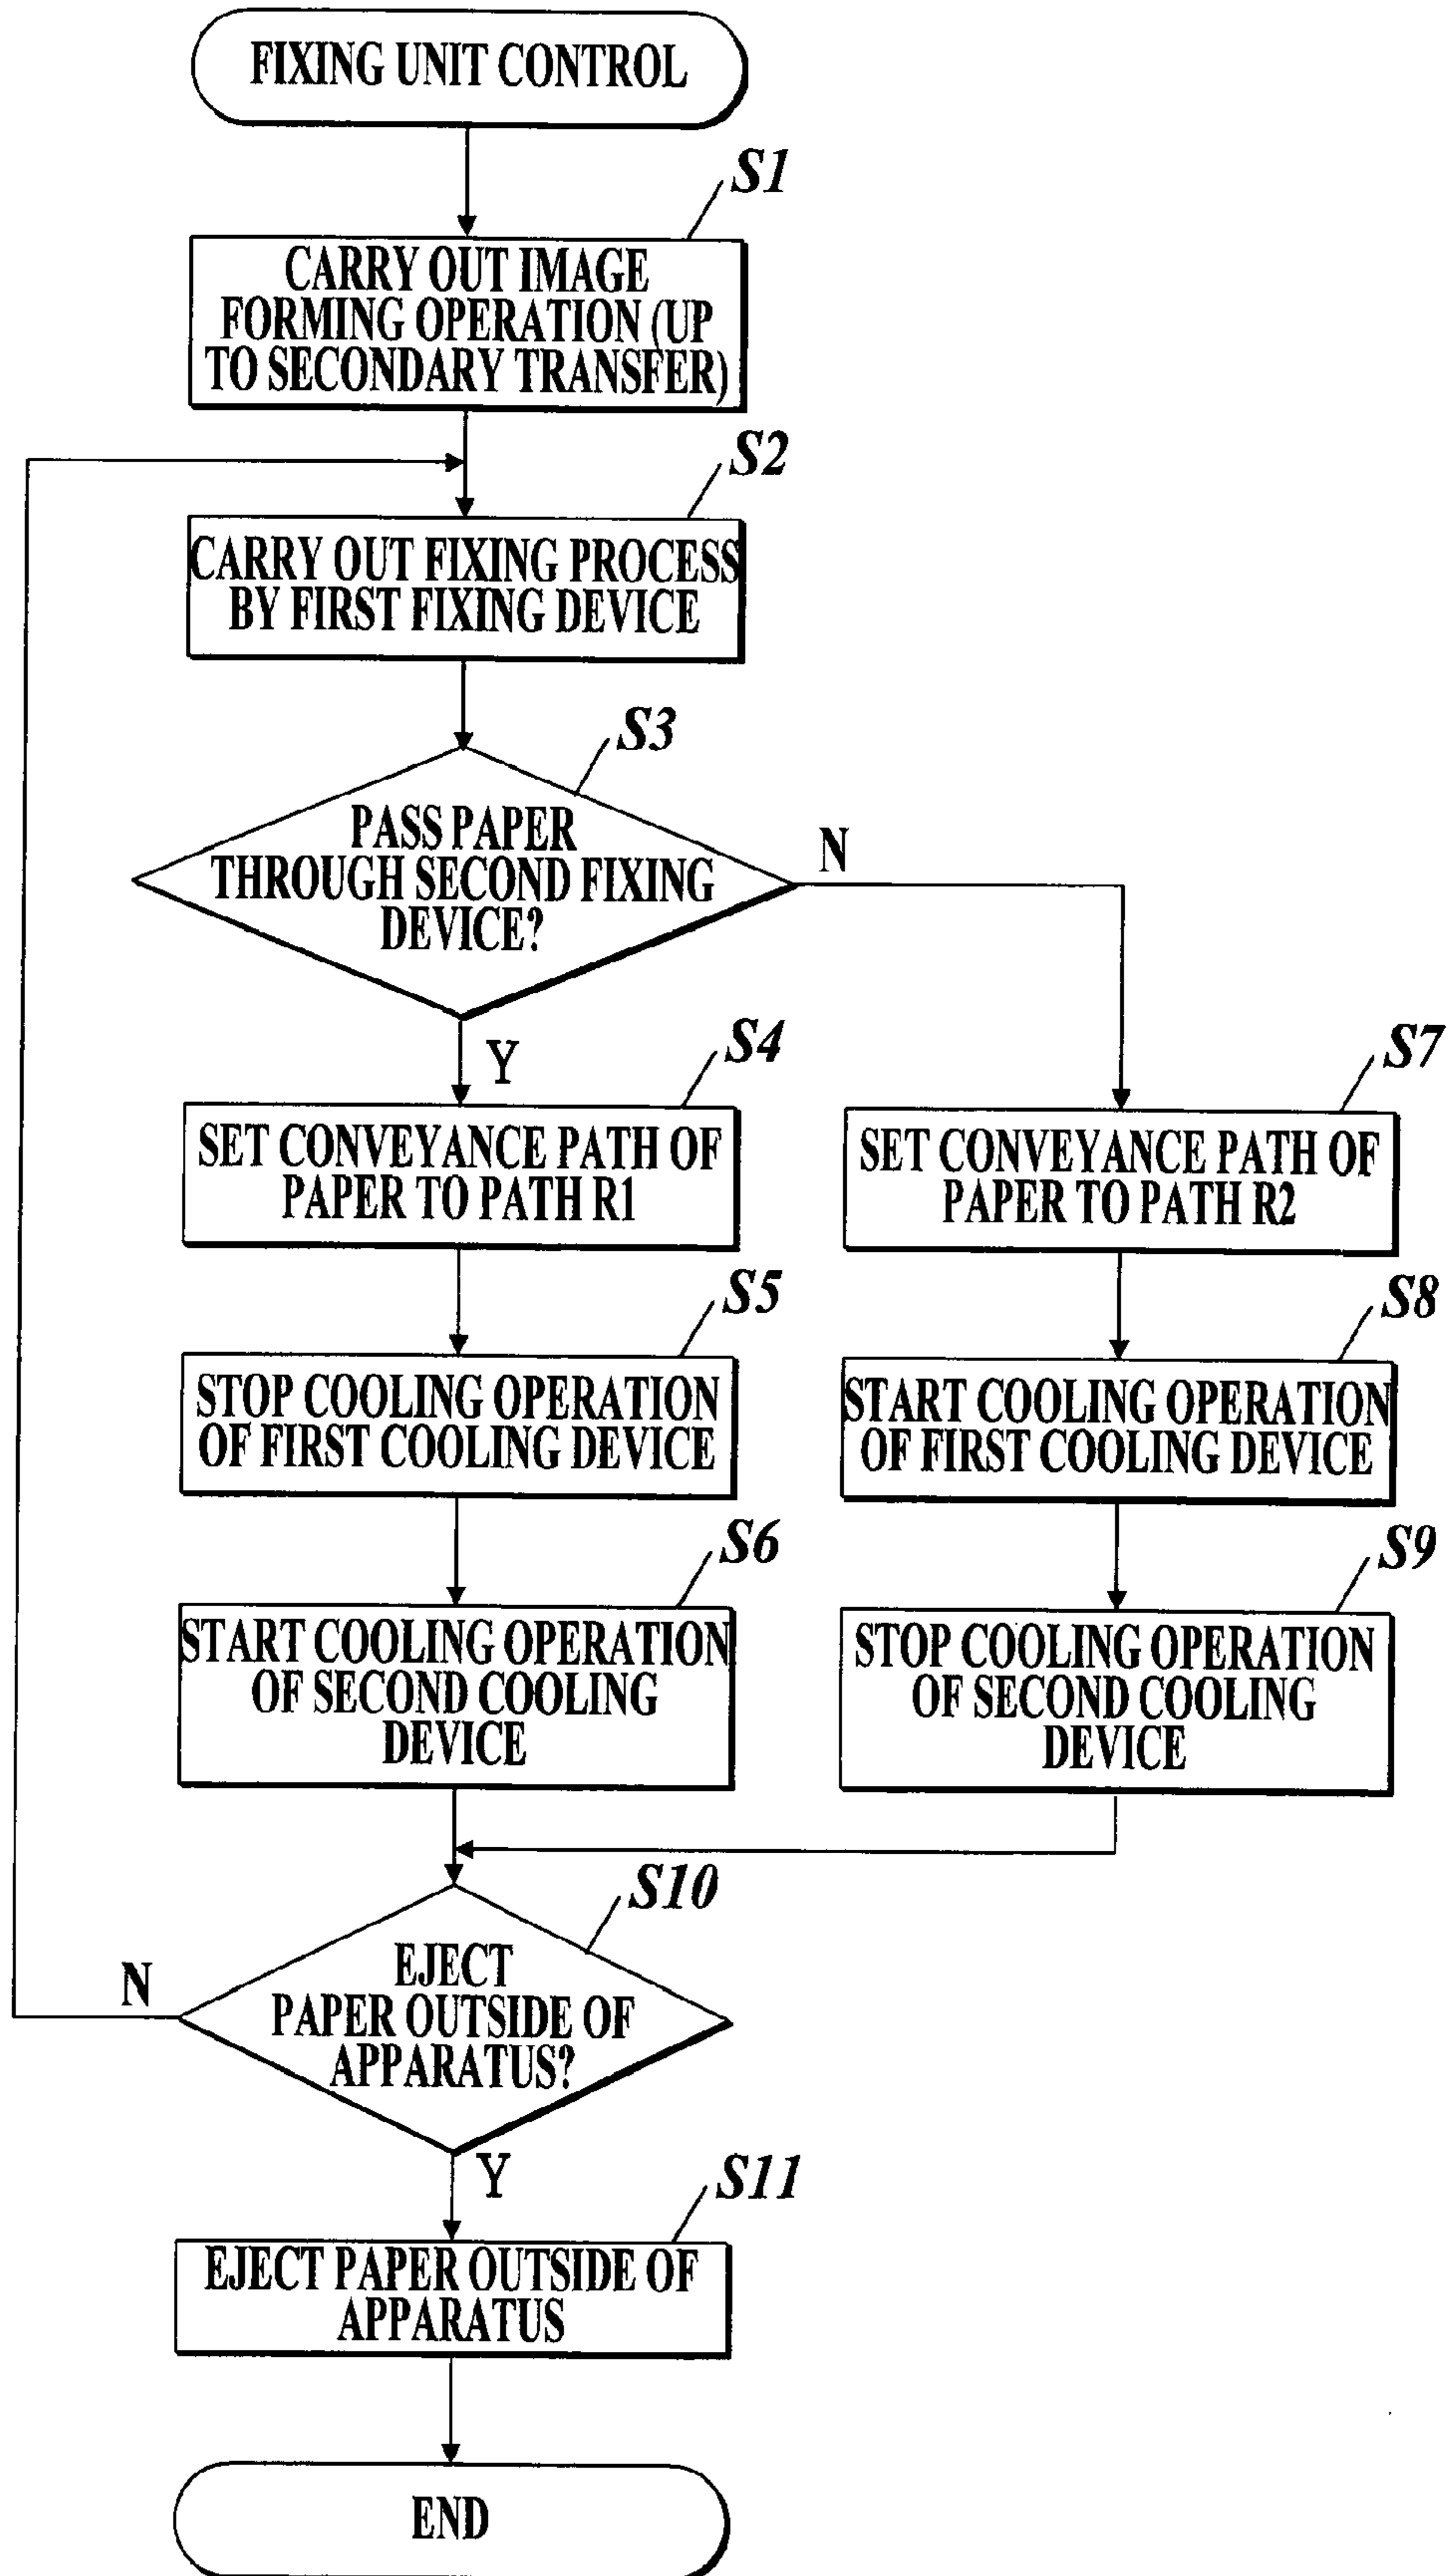 FIXING UNIT CONTROL
S1
CARRY OUT IMAGE
FORMING OPERATION (UP
TO SECONDARY TRANSFER)
S2
CARRY OUT FIXING PROCESS
BY FIRST FIXING DEVICE
S3
PASS PAPER
THROUGH SECOND FIXING
DEVICE?
N
Y
S4
SET CONVEYANCE PATH OF
PAPER TO PATH R1
S7
SET CONVEYANCE PATH OF
PAPER TO PATH R2
S5
STOP COOLING OPERATION
OF FIRST COOLING DEVICE
S8
START COOLING OPERATION
OF FIRST COOLING DEVICE
S6
START COOLING OPERATION
OF SECOND COOLING
DEVICE
S9
STOP COOLING OPERATION
OF SECOND COOLING
DEVICE
S10
EJECT
PAPER OUTSIDE OF
APPARATUS?
N
Y
S11
EJECT PAPER OUTSIDE OF
APPARATUS
END